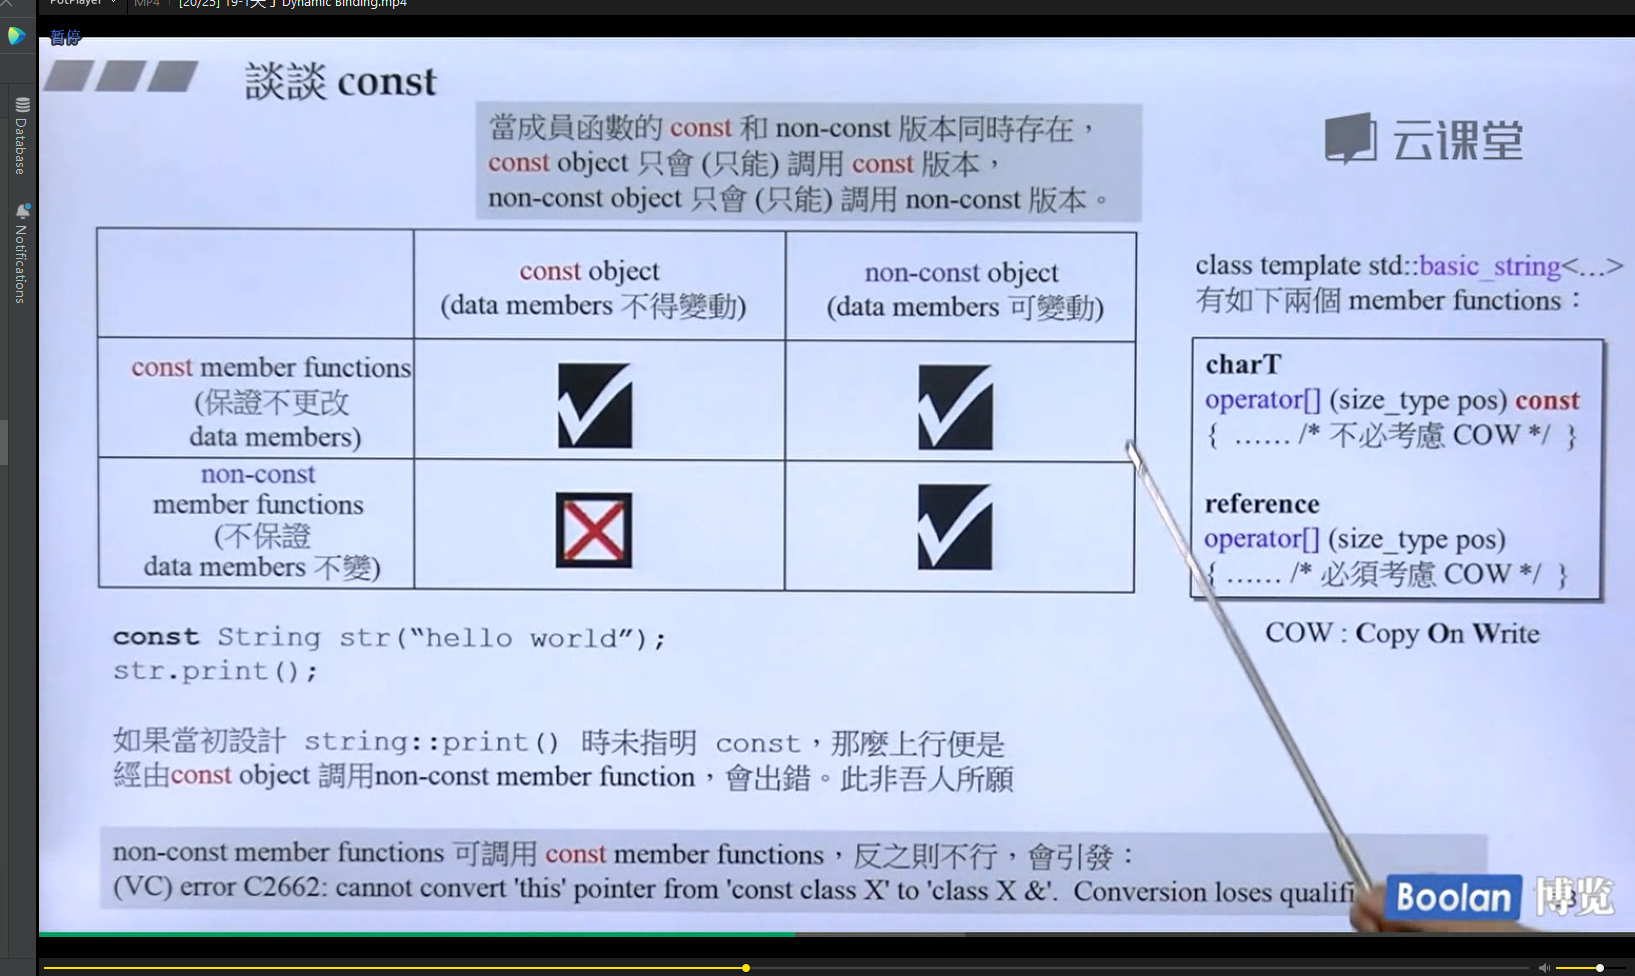 PotPlayer
MP4
[20/25] 19-1关于Dynamic Binding.mp4
暂停
Database
Notifications
談談 const
云课堂
當成員函數的 const 和 non-const 版本同時存在，
const object 只會 (只能) 調用 const 版本，
non-const object 只會 (只能) 調用 non-const 版本。
const object
(data members 不得變動)
non-const object
(data members 可變動)
const member functions
(保證不更改
data members)
non-const
member functions
(不保證
data members 不變)
class template std::basic_string<…>
有如下兩個 member functions：
charT
operator[] (size_type pos) const
{ …… /* 不必考慮 COW */ }
reference
operator[] (size_type pos)
{ …… /* 必須考慮 COW */ }
COW : Copy On Write
const String str(“hello world”);
str.print();
如果當初設計 string::print() 時未指明 const，那麼上行便是
經由const object 調用non-const member function，會出錯。此非吾人所願
non-const member functions 可調用 const member functions，反之則不行，會引發：
(VC) error C2662: cannot convert 'this' pointer from 'const class X' to 'class X &'. Conversion loses qualifi
Boolan 博览